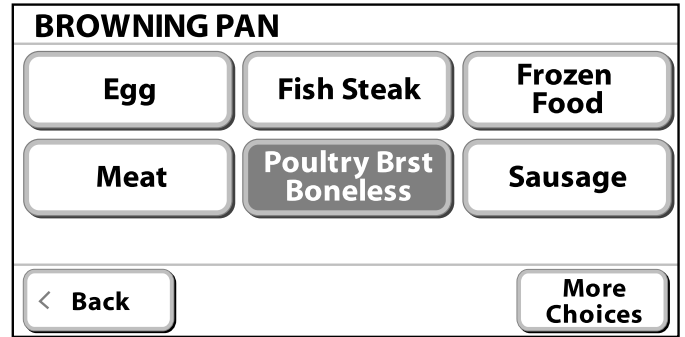 BROWNING PAN
Egg
Fish Steak
Frozen
Food
Meat
Poultry Brst
Boneless
Sausage
< Back
More
Choices